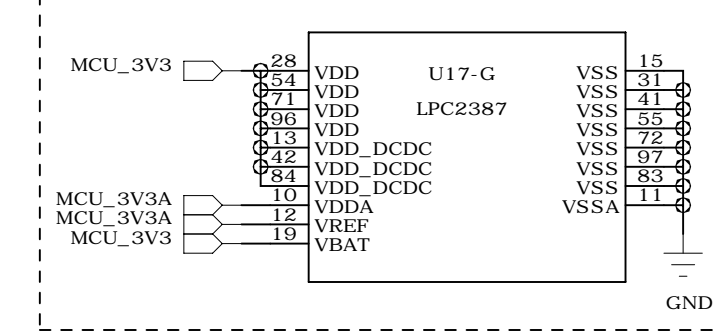 MCU_3V3 28 VDD U17-G VSS 15
54 VDD VSS 31
71 VDD LPC2387 VSS 41
96 VDD VSS 55
13 VDD_DCDC VSS 72
42 VDD_DCDC VSS 97
84 VDD_DCDC VSS 83
MCU_3V3A 10 VDDA VSSA 11
MCU_3V3A 12 VREF
MCU_3V3 19 VBAT
GND